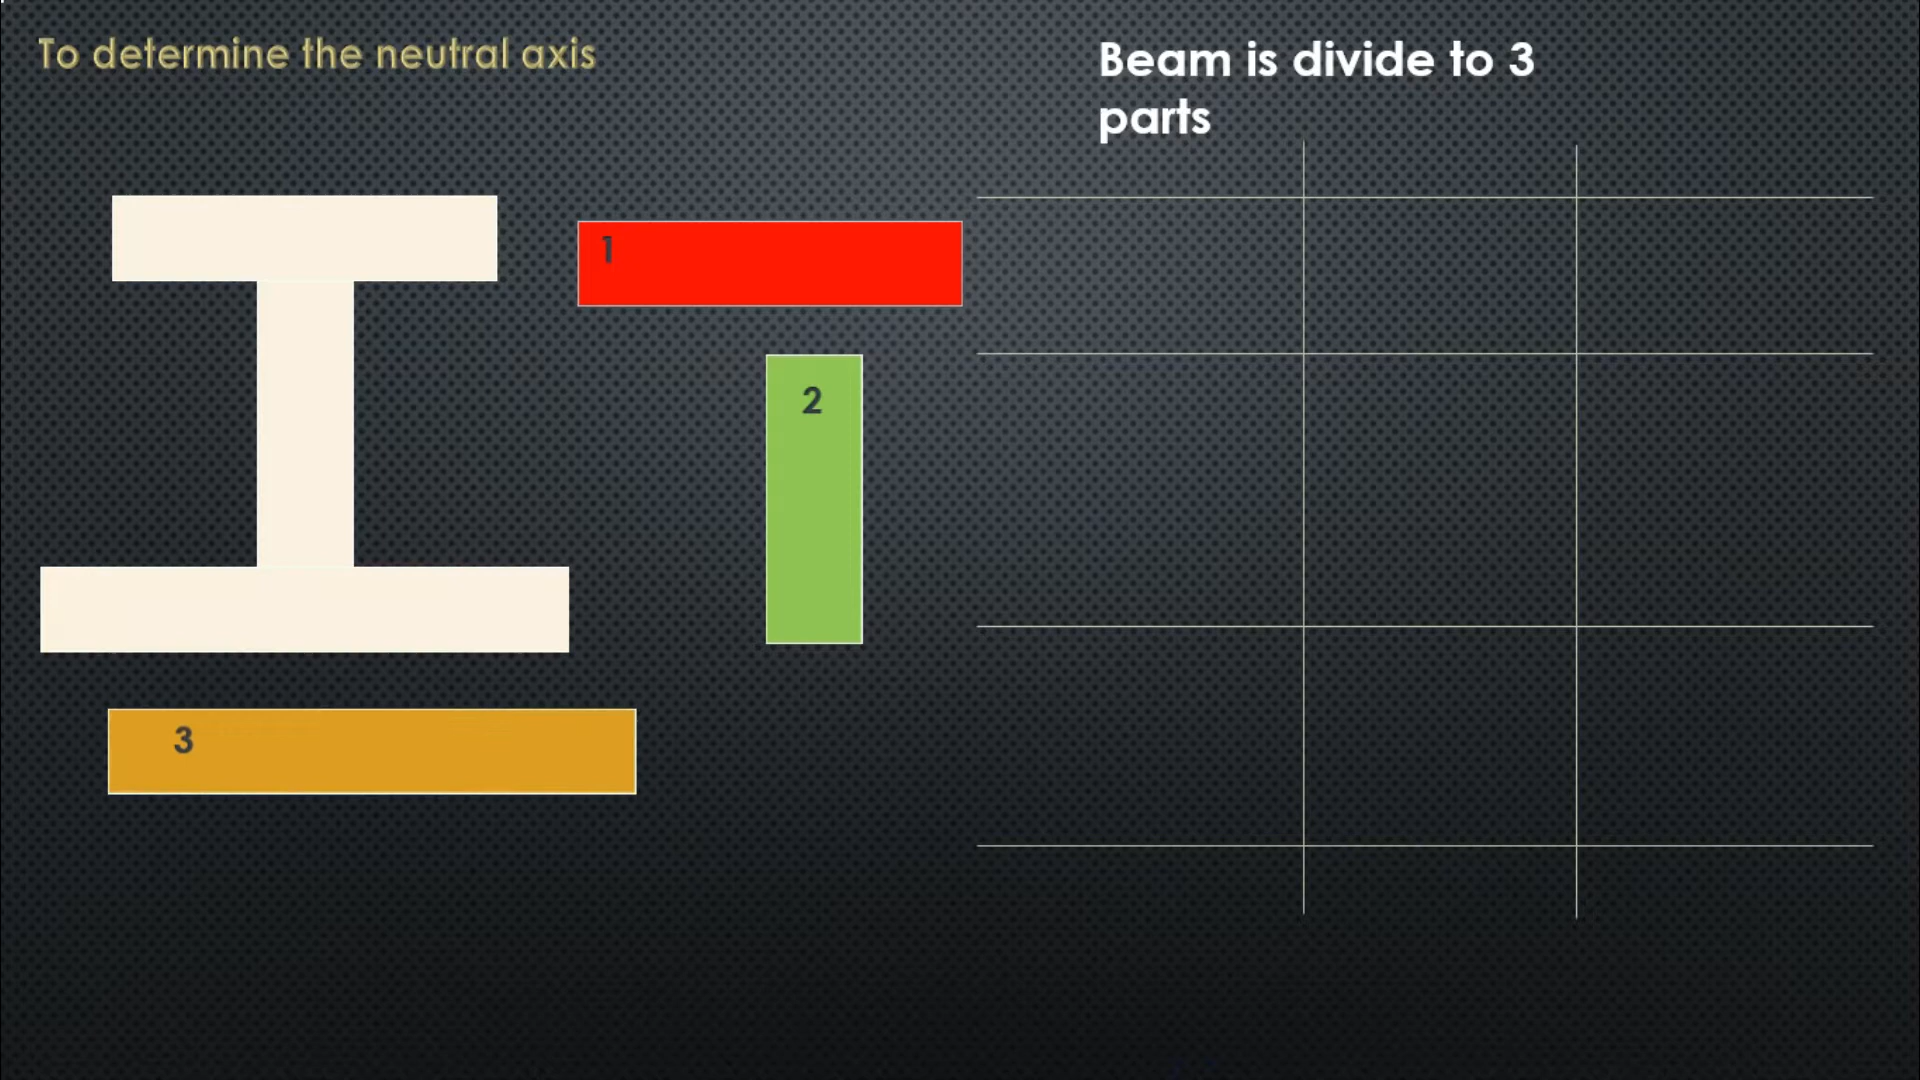 To determine the neutral axis
Beam is divide to 3
parts
1
2
3